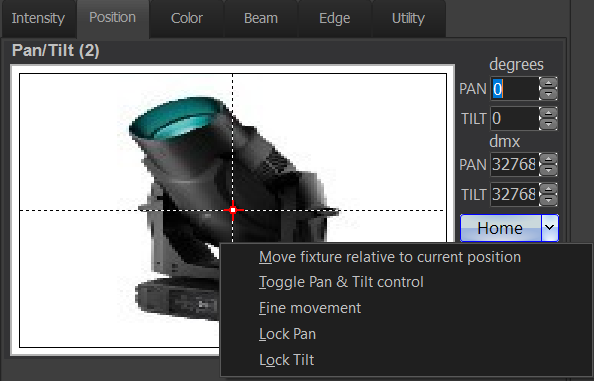 Intensity Position Color Beam Edge Utility
Pan/Tilt (2)
degrees
PAN 0
TILT 0
dmx
PAN 32768
TILT 32768
Home
Move fixture relative to current position
Toggle Pan & Tilt control
Fine movement
Lock Pan
Lock Tilt